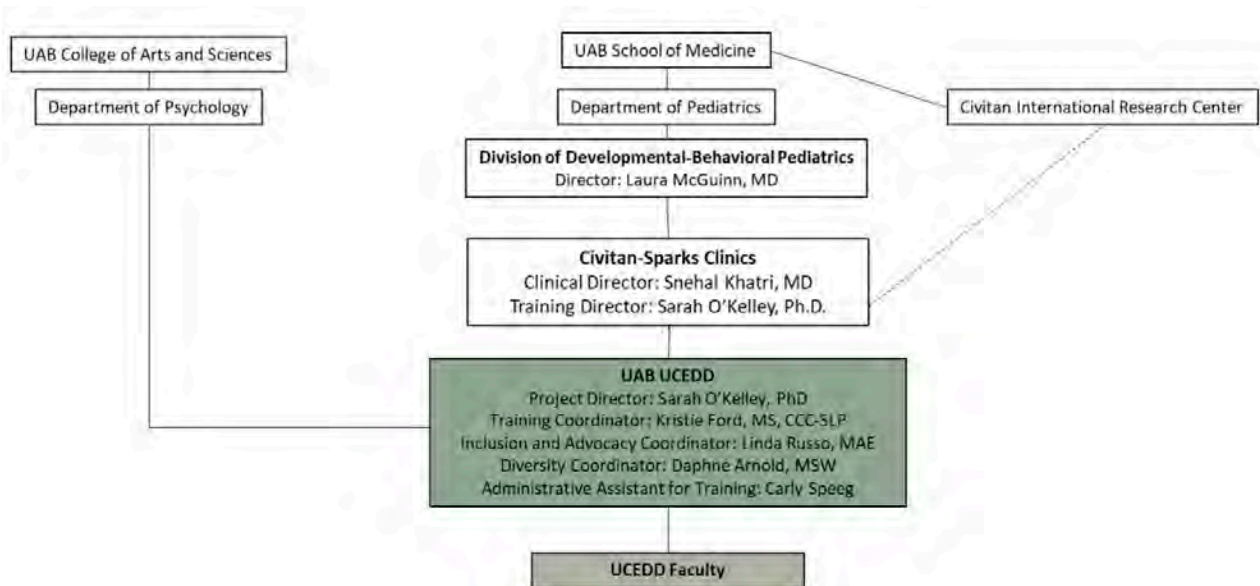 UAB College of Arts and Sciences
UAB School of Medicine
Department of Psychology
Department of Pediatrics
Civitan International Research Center
Division of Developmental-Behavioral Pediatrics
Director: Laura McGuinn, MD
Civitan-Sparks Clinics
Clinical Director: Snehal Khatri, MD
Training Director: Sarah O'Kelley, Ph.D.
UAB UCEDD
Project Director: Sarah O'Kelley, PhD
Training Coordinator: Kristie Ford, MS, CCC-SLP
Inclusion and Advocacy Coordinator: Linda Russo, MAE
Diversity Coordinator: Daphne Arnold, MSW
Administrative Assistant for Training: Carly Speeg
UCEDD Faculty